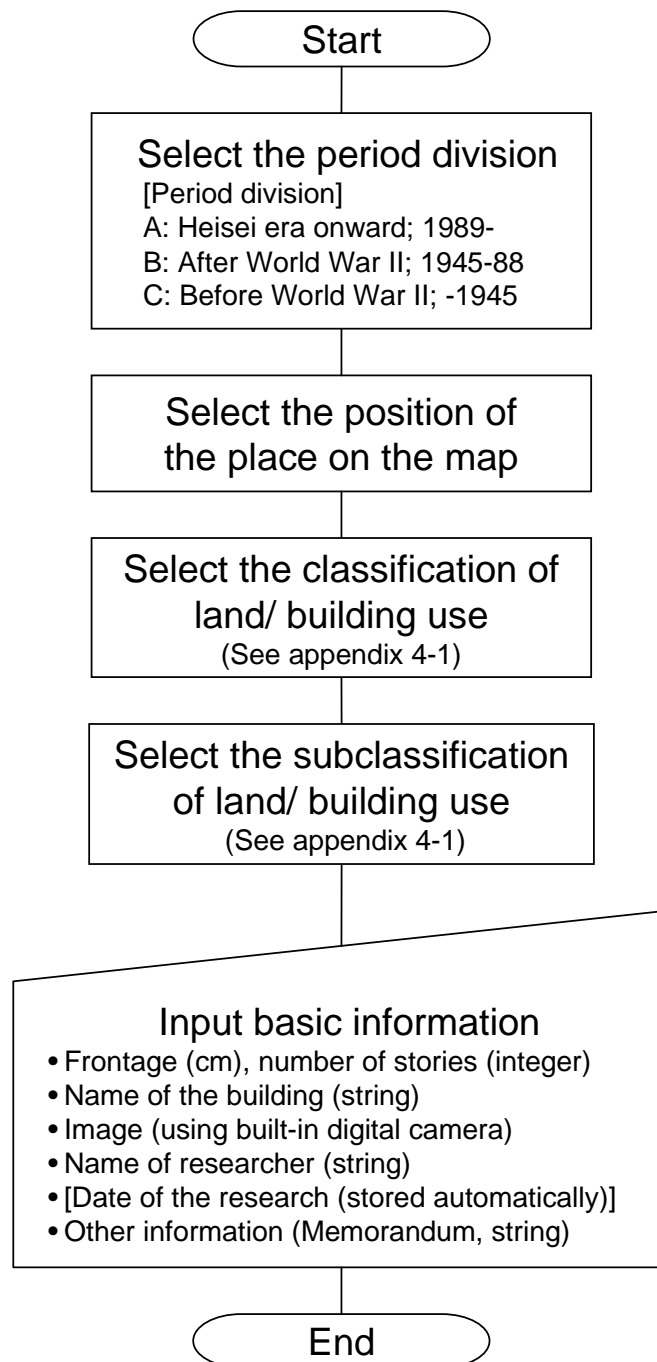 Start
Select the period division
[Period division]
A: Heisei era onward; 1989-
B: After World War II; 1945-88
C: Before World War II; -1945
Select the position of
the place on the map
Select the classification of
land/ building use
(See appendix 4-1)
Select the subclassification
of land/ building use
(See appendix 4-1)
Input basic information
• Frontage (cm), number of stories (integer)
• Name of the building (string)
• Image (using built-in digital camera)
• Name of researcher (string)
• [Date of the research (stored automatically)]
• Other information (Memorandum, string)
End